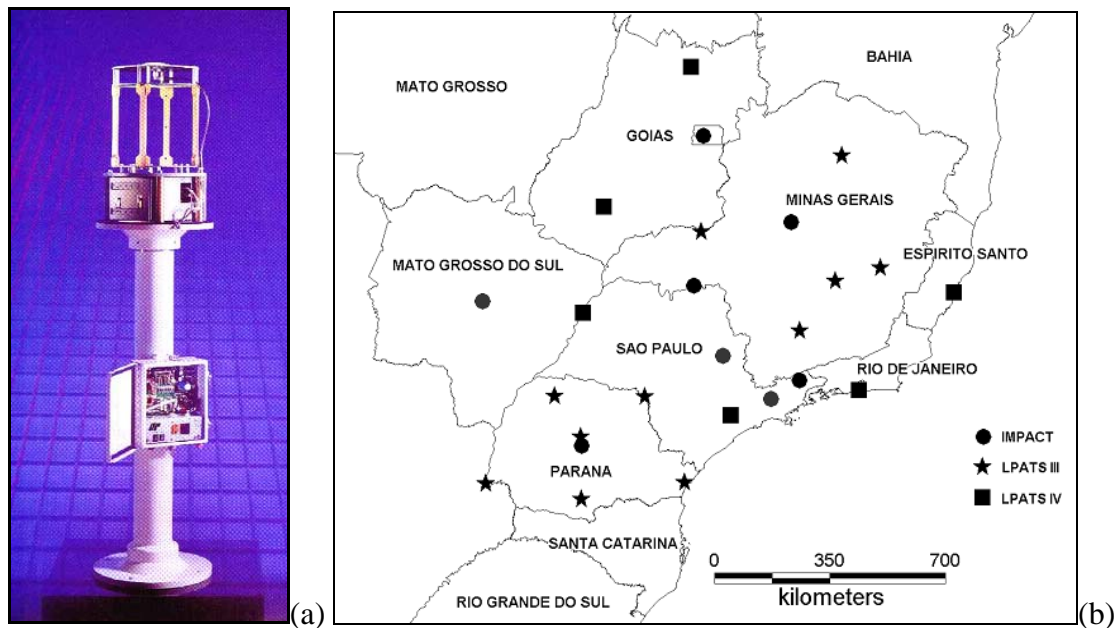 BAHIA
MATO GROSSO
GOIAS
MINAS GERAIS
ESPIRITO SANTO
MATO GROSSO DO SUL
SAO PAULO
RIO DE JANEIRO
IMPACT
PARANA
LPATS III
LPATS IV
SANTA CATARINA
0 350 700
kilometers
RIO GRANDE DO SUL
(a)
(b)